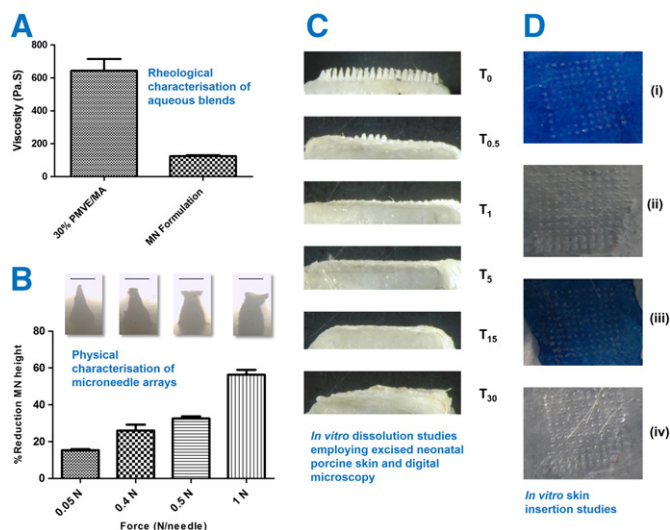 A
800
600
400
200
0
Viscosity (Pa.S)
Rheological
characterisation of
aqueous blends
30% PMVE/MA
MN Formulation
B
80
60
40
20
0
%Reduction MN height
Physical
characterisation of
microneedle arrays
0.05 N
0.4 N
0.5 N
1 N
Force (N/needle)
C
T0
T0.5
T1
T5
T15
T30
In vitro dissolution studies
employing excised neonatal
porcine skin and digital
microscopy
D
(i)
(ii)
(iii)
(iv)
In vitro skin
insertion studies